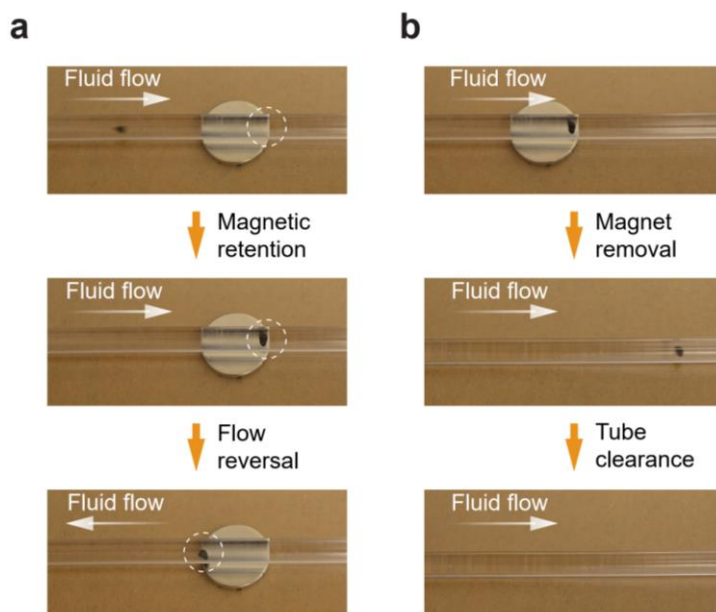 a
Fluid flow
Magnetic
retention
Fluid flow
Flow
reversal
Fluid flow
b
Fluid flow
Magnet
removal
Fluid flow
Tube
clearance
Fluid flow